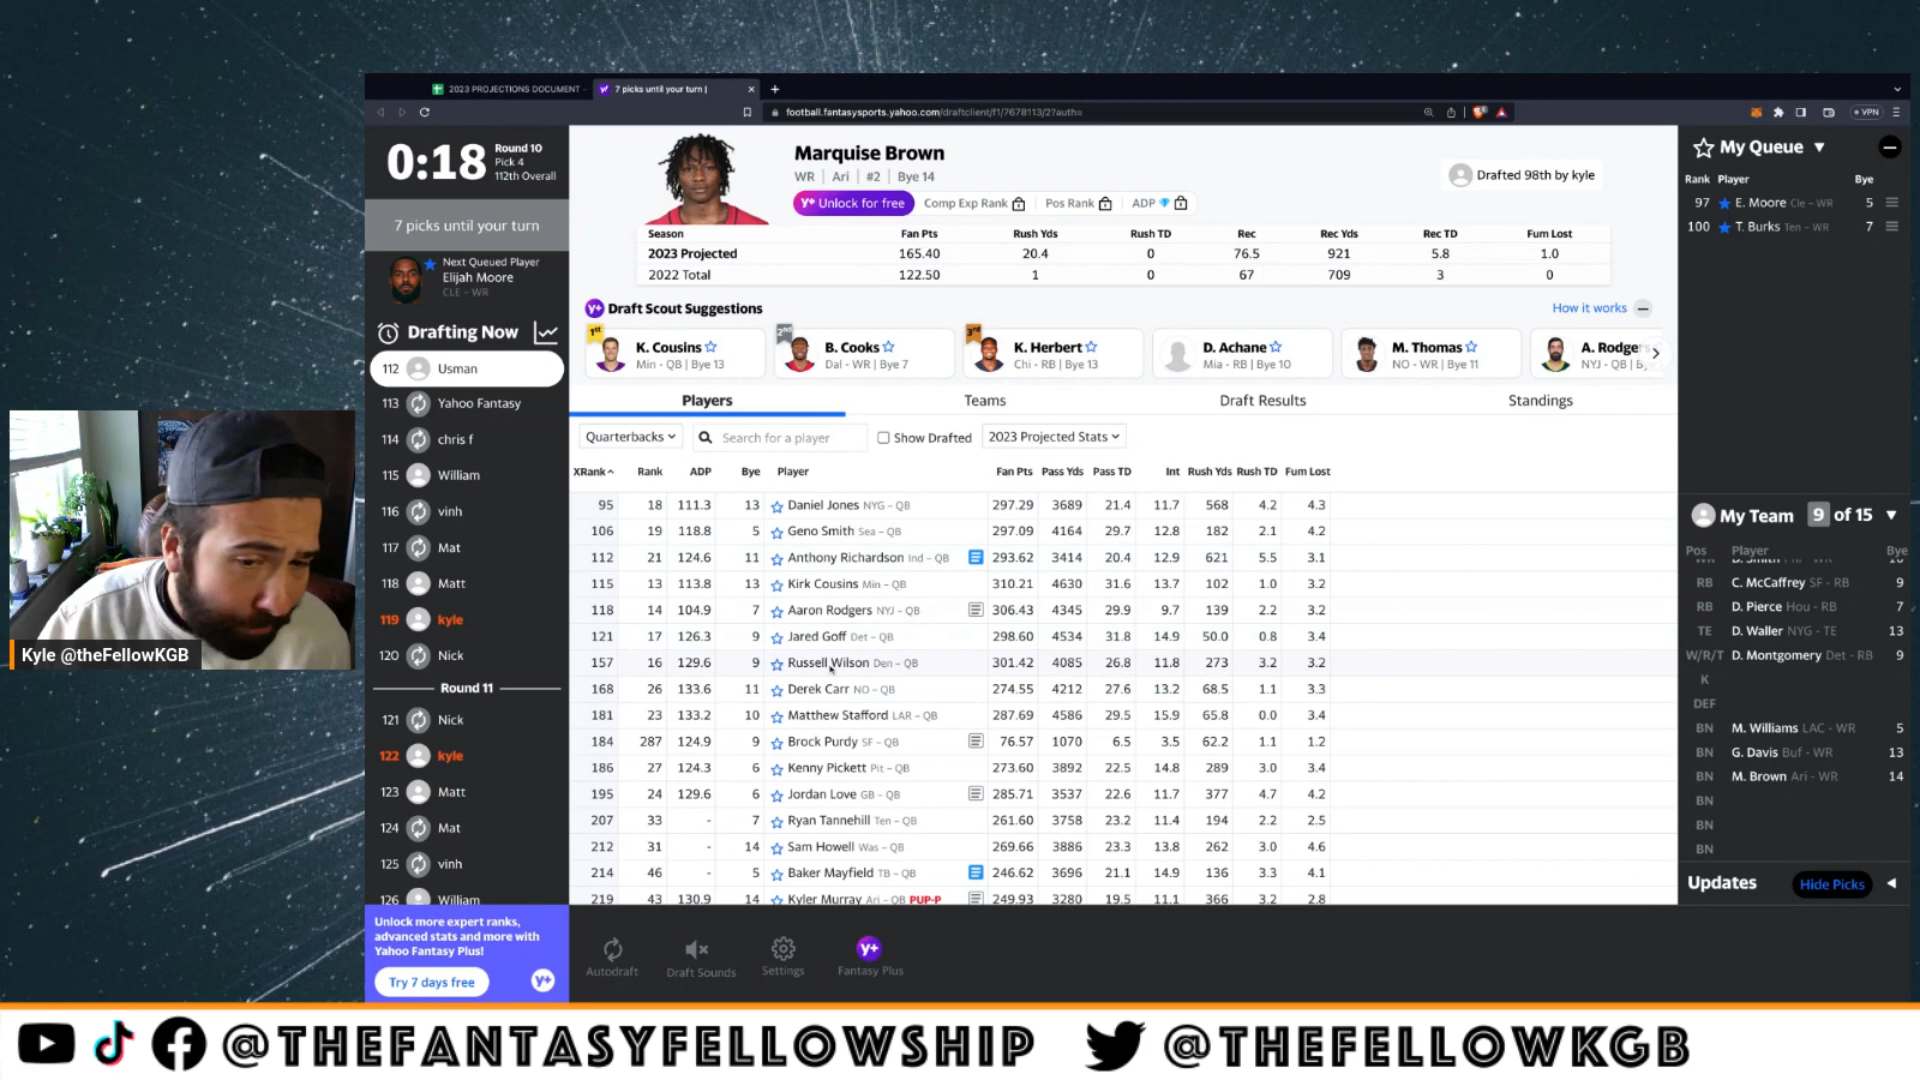 2023 PROJECTIONS DOCUMENT
7 picks until your turn |
football.fantasysports.yahoo.com/draftclient/f1/7678113/2?auth=
VPN
0:18
Round 10
Pick 4
112th Overall
7 picks until your turn
Next Queued Player
Elijah Moore
CLE – WR
Drafting Now
112 Usman
113 Yahoo Fantasy
114 chris f
115 William
116 vinh
117 Mat
118 Matt
119 kyle
120 Nick
Round 11
121 Nick
122 kyle
123 Matt
124 Mat
125 vinh
126 William
Unlock more expert ranks, advanced stats and more with Yahoo Fantasy Plus!
Try 7 days free
y+
Marquise Brown
WR | Ari | #2 | Bye 14
y+ Unlock for free Comp Exp Rank | Pos Rank | ADP
Drafted 98th by kyle
Season Fan Pts Rush Yds Rush TD Rec Rec Yds Rec TD Fum Lost
2023 Projected 165.40 20.4 0 76.5 921 5.8 1.0
2022 Total 122.50 1 0 67 709 3 0
y+ Draft Scout Suggestions
How it works
1st K. Cousins Min - QB | Bye 13
2nd B. Cooks Dal - WR | Bye 7
3rd K. Herbert Chi - RB | Bye 13
D. Achane Mia - RB | Bye 10
M. Thomas NO - WR | Bye 11
A. Rodgers NYJ - QB
Players Teams Draft Results Standings
Quarterbacks Search for a player Show Drafted 2023 Projected Stats
XRank Rank ADP Bye Player Fan Pts Pass Yds Pass TD Int Rush Yds Rush TD Fum Lost
95 18 111.3 13 Daniel Jones NYG – QB 297.29 3689 21.4 11.7 568 4.2 4.3
106 19 118.8 5 Geno Smith Sea – QB 297.09 4164 29.7 12.8 182 2.1 4.2
112 21 124.6 11 Anthony Richardson Ind – QB 293.62 3414 20.4 12.9 621 5.5 3.1
115 13 113.8 13 Kirk Cousins Min – QB 310.21 4630 31.6 13.7 102 1.0 3.2
118 14 104.9 7 Aaron Rodgers NYJ – QB 306.43 4345 29.9 9.7 139 2.2 3.2
121 17 126.3 9 Jared Goff Det – QB 298.60 4534 31.8 14.9 50.0 0.8 3.4
157 16 129.6 9 Russell Wilson Den – QB 301.42 4085 26.8 11.8 273 3.2 3.2
168 26 133.6 11 Derek Carr NO – QB 274.55 4212 27.6 13.2 68.5 1.1 3.3
181 23 133.2 10 Matthew Stafford LAR – QB 287.69 4586 29.5 15.9 65.8 0.0 3.4
184 287 124.9 9 Brock Purdy SF – QB 76.57 1070 6.5 3.5 62.2 1.1 1.2
186 27 124.3 6 Kenny Pickett Pit – QB 273.60 3892 22.5 14.8 289 3.0 3.4
195 24 129.6 6 Jordan Love GB – QB 285.71 3537 22.6 11.7 377 4.7 4.2
207 33 - 7 Ryan Tannehill Ten – QB 261.60 3758 23.2 11.4 194 2.2 2.5
212 31 - 14 Sam Howell Was – QB 269.66 3886 23.3 13.8 262 3.0 4.6
214 46 - 5 Baker Mayfield TB – QB 246.62 3696 21.1 14.9 136 3.3 4.1
219 43 130.9 14 Kyler Murray Ari – QB PUP-P 249.93 3280 19.5 11.1 366 3.2 2.8
Autodraft Draft Sounds Settings y+ Fantasy Plus
My Queue
Rank Player Bye
97 E. Moore Cle – WR 5
100 T. Burks Ten – WR 7
My Team 9 of 15
Pos Player Bye
RB C. McCaffrey SF - RB 9
RB D. Pierce Hou - RB 7
TE D. Waller NYG - TE 13
W/R/T D. Montgomery Det - RB 9
K
DEF
BN M. Williams LAC - WR 5
BN G. Davis Buf - WR 13
BN M. Brown Ari - WR 14
BN
BN
BN
Updates Hide Picks
Kyle @theFellowKGB
@THEFANTASYFELLOWSHIP @THEFELLOWKGB